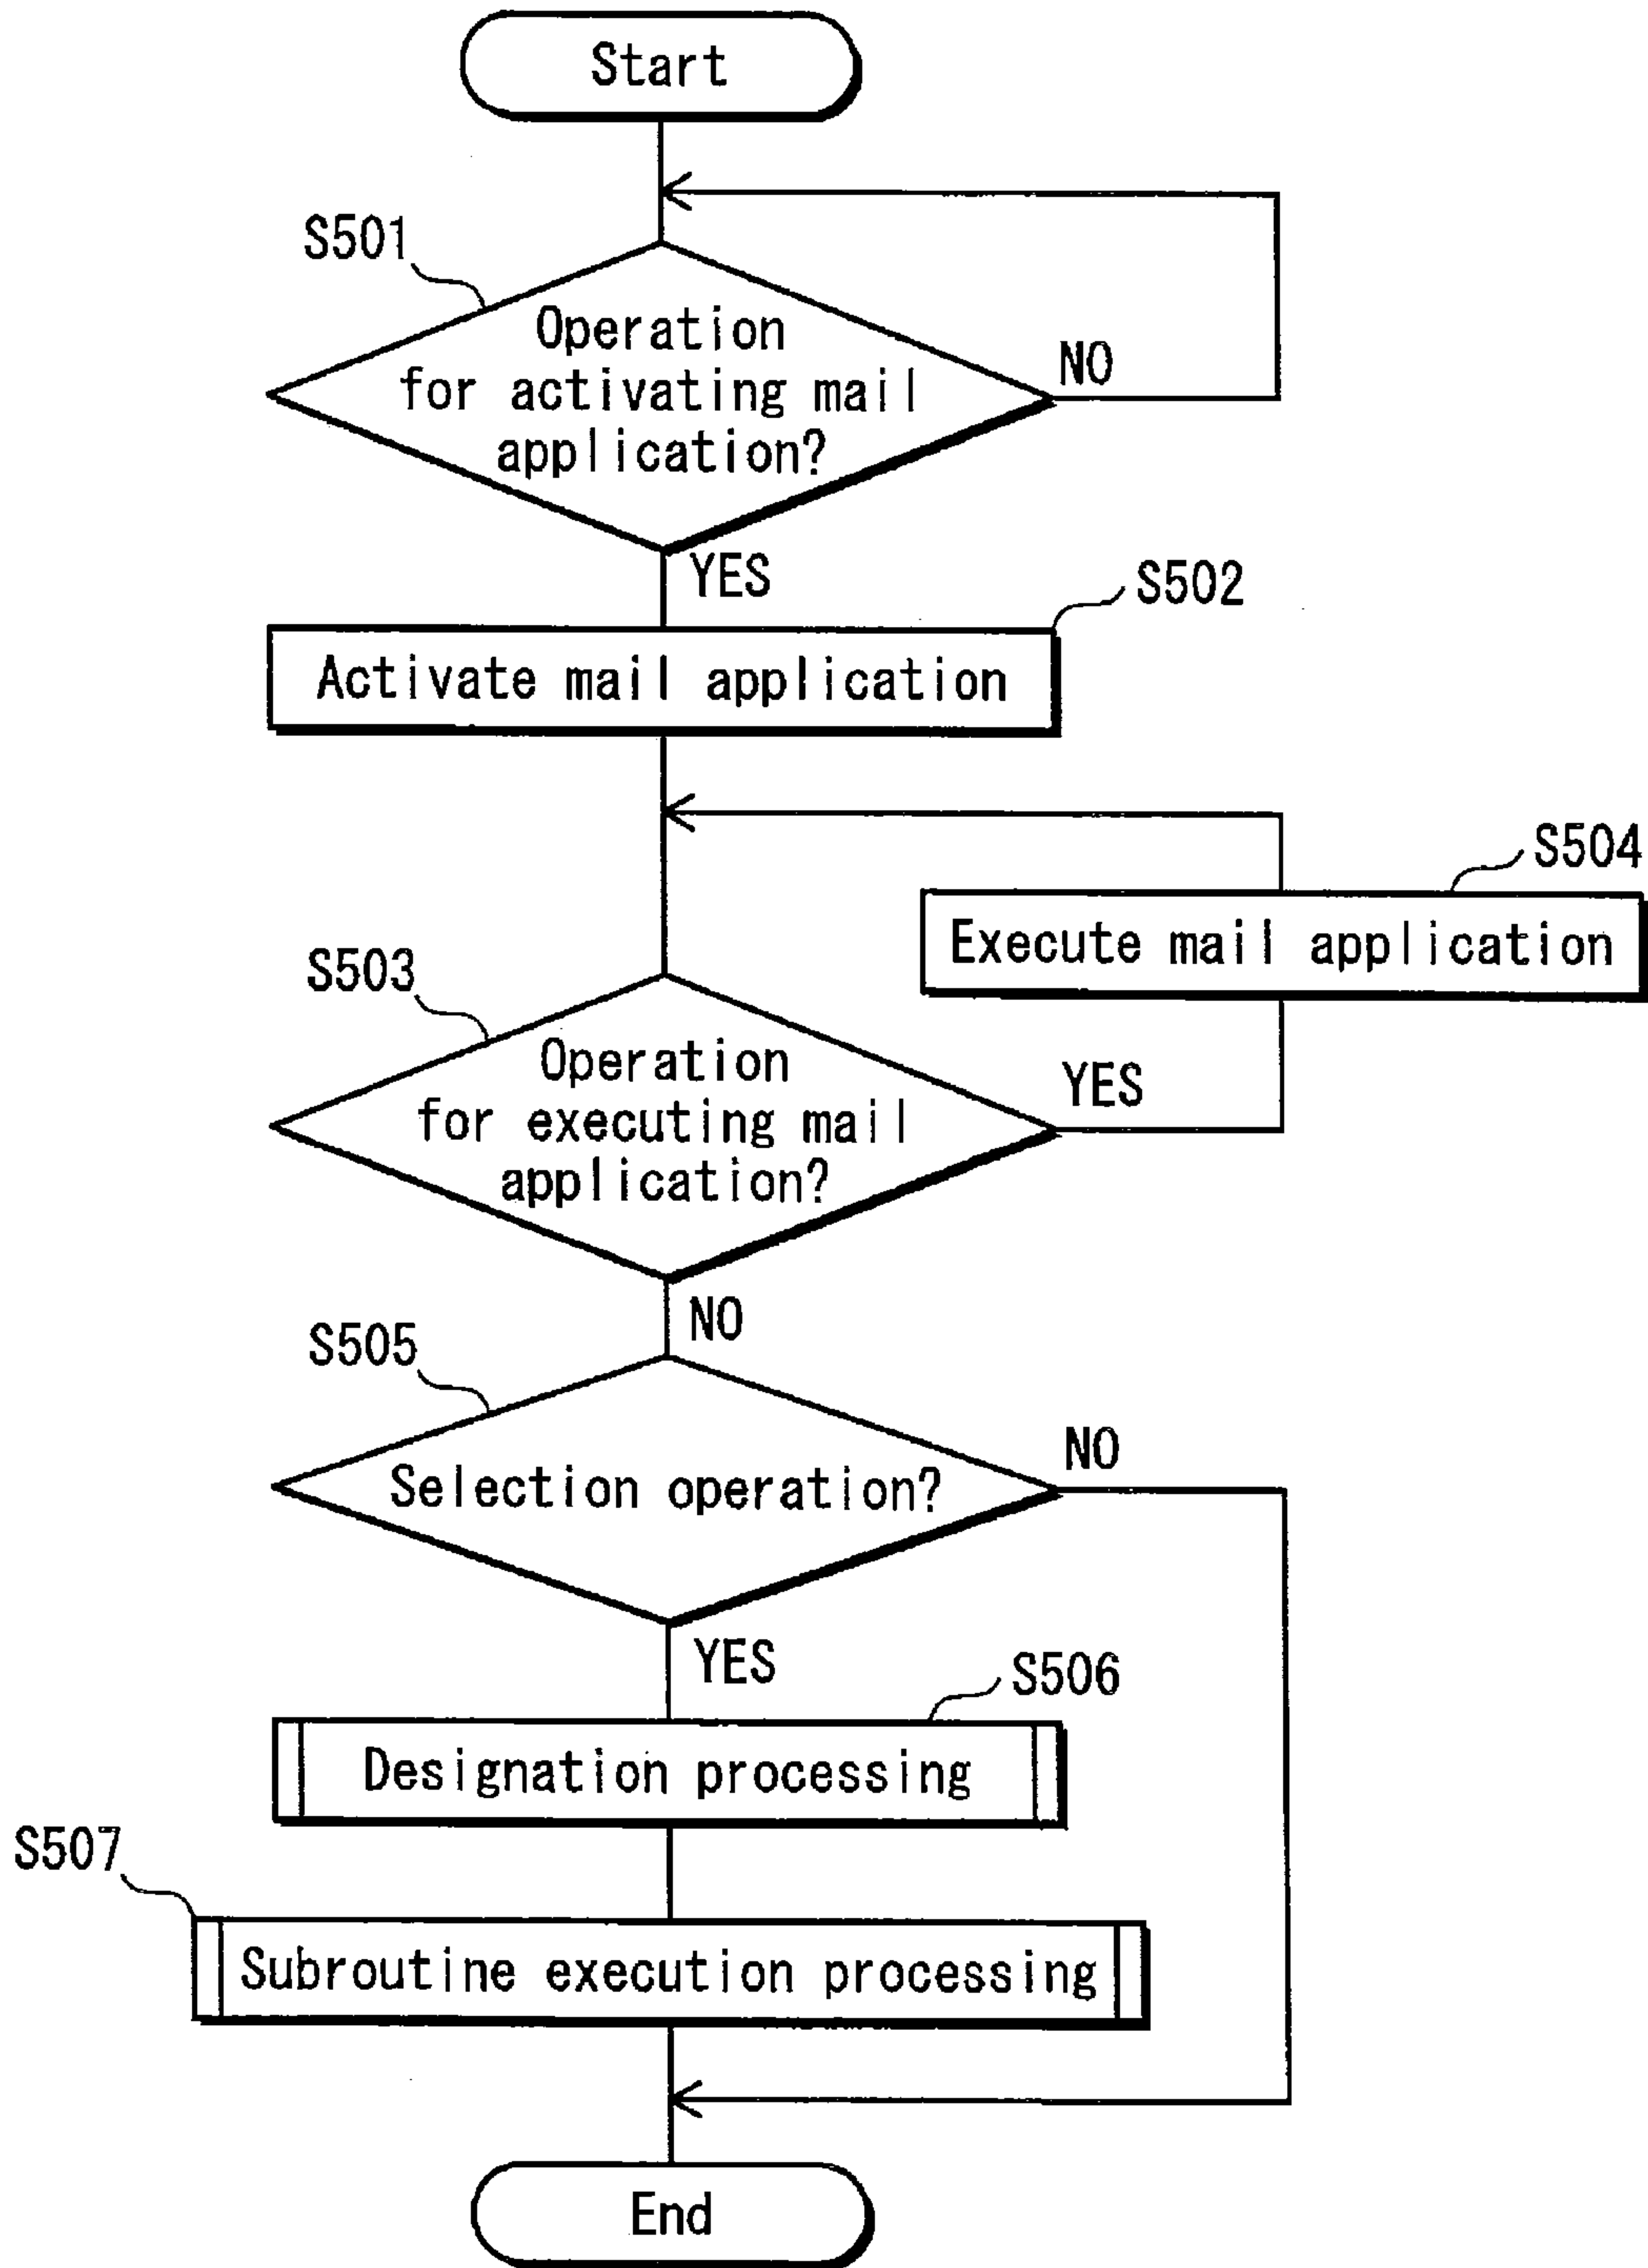 Start
S501
Operation
for activating mail
application?
NO
YES
S502
Activate mail application
S504
Execute mail application
S503
Operation
for executing mail
application?
YES
NO
S505
Selection operation?
NO
YES
S506
Designation processing
S507
Subroutine execution processing
End